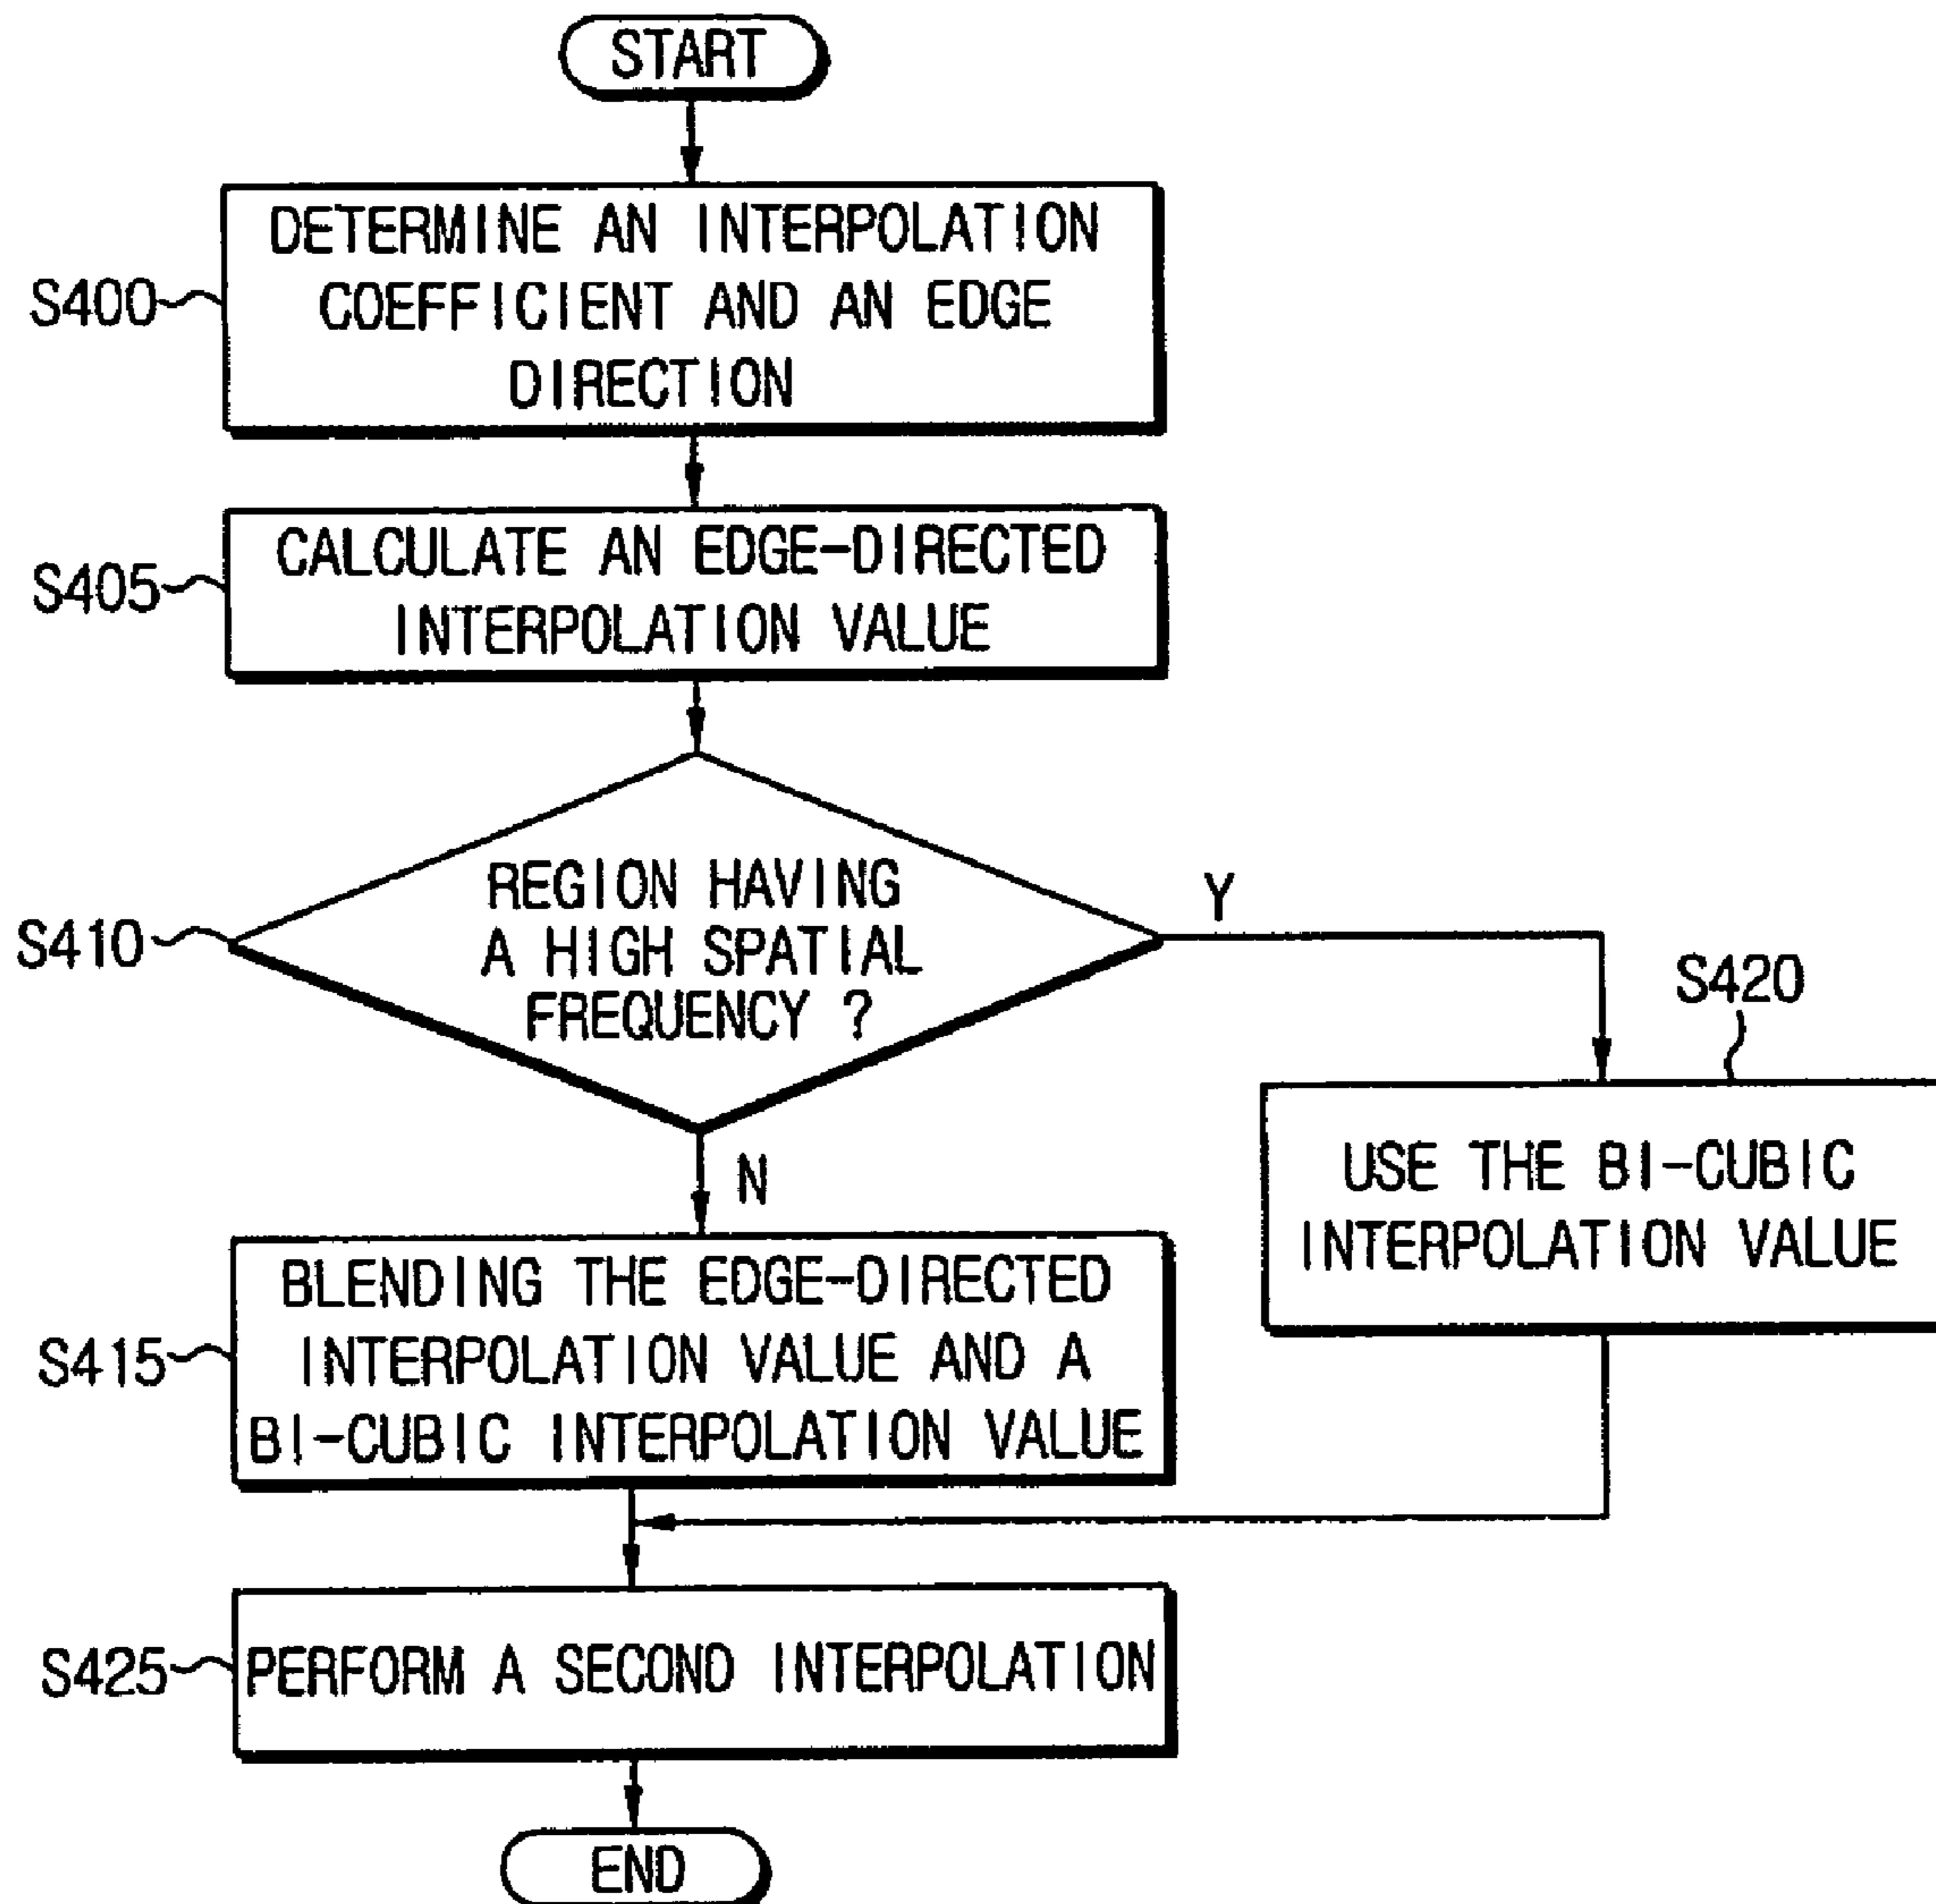 START
DETERMINE AN INTERPOLATION
COEFFICIENT AND AN EDGE
DIRECTION
S400
CALCULATE AN EDGE-DIRECTED
INTERPOLATION VALUE
S405
REGION HAVING
A HIGH SPATIAL
FREQUENCY ?
S410
Y
N
S420
USE THE BI-CUBIC
INTERPOLATION VALUE
BLENDING THE EDGE-DIRECTED
INTERPOLATION VALUE AND A
BI-CUBIC INTERPOLATION VALUE
S415
PERFORM A SECOND INTERPOLATION
S425
END